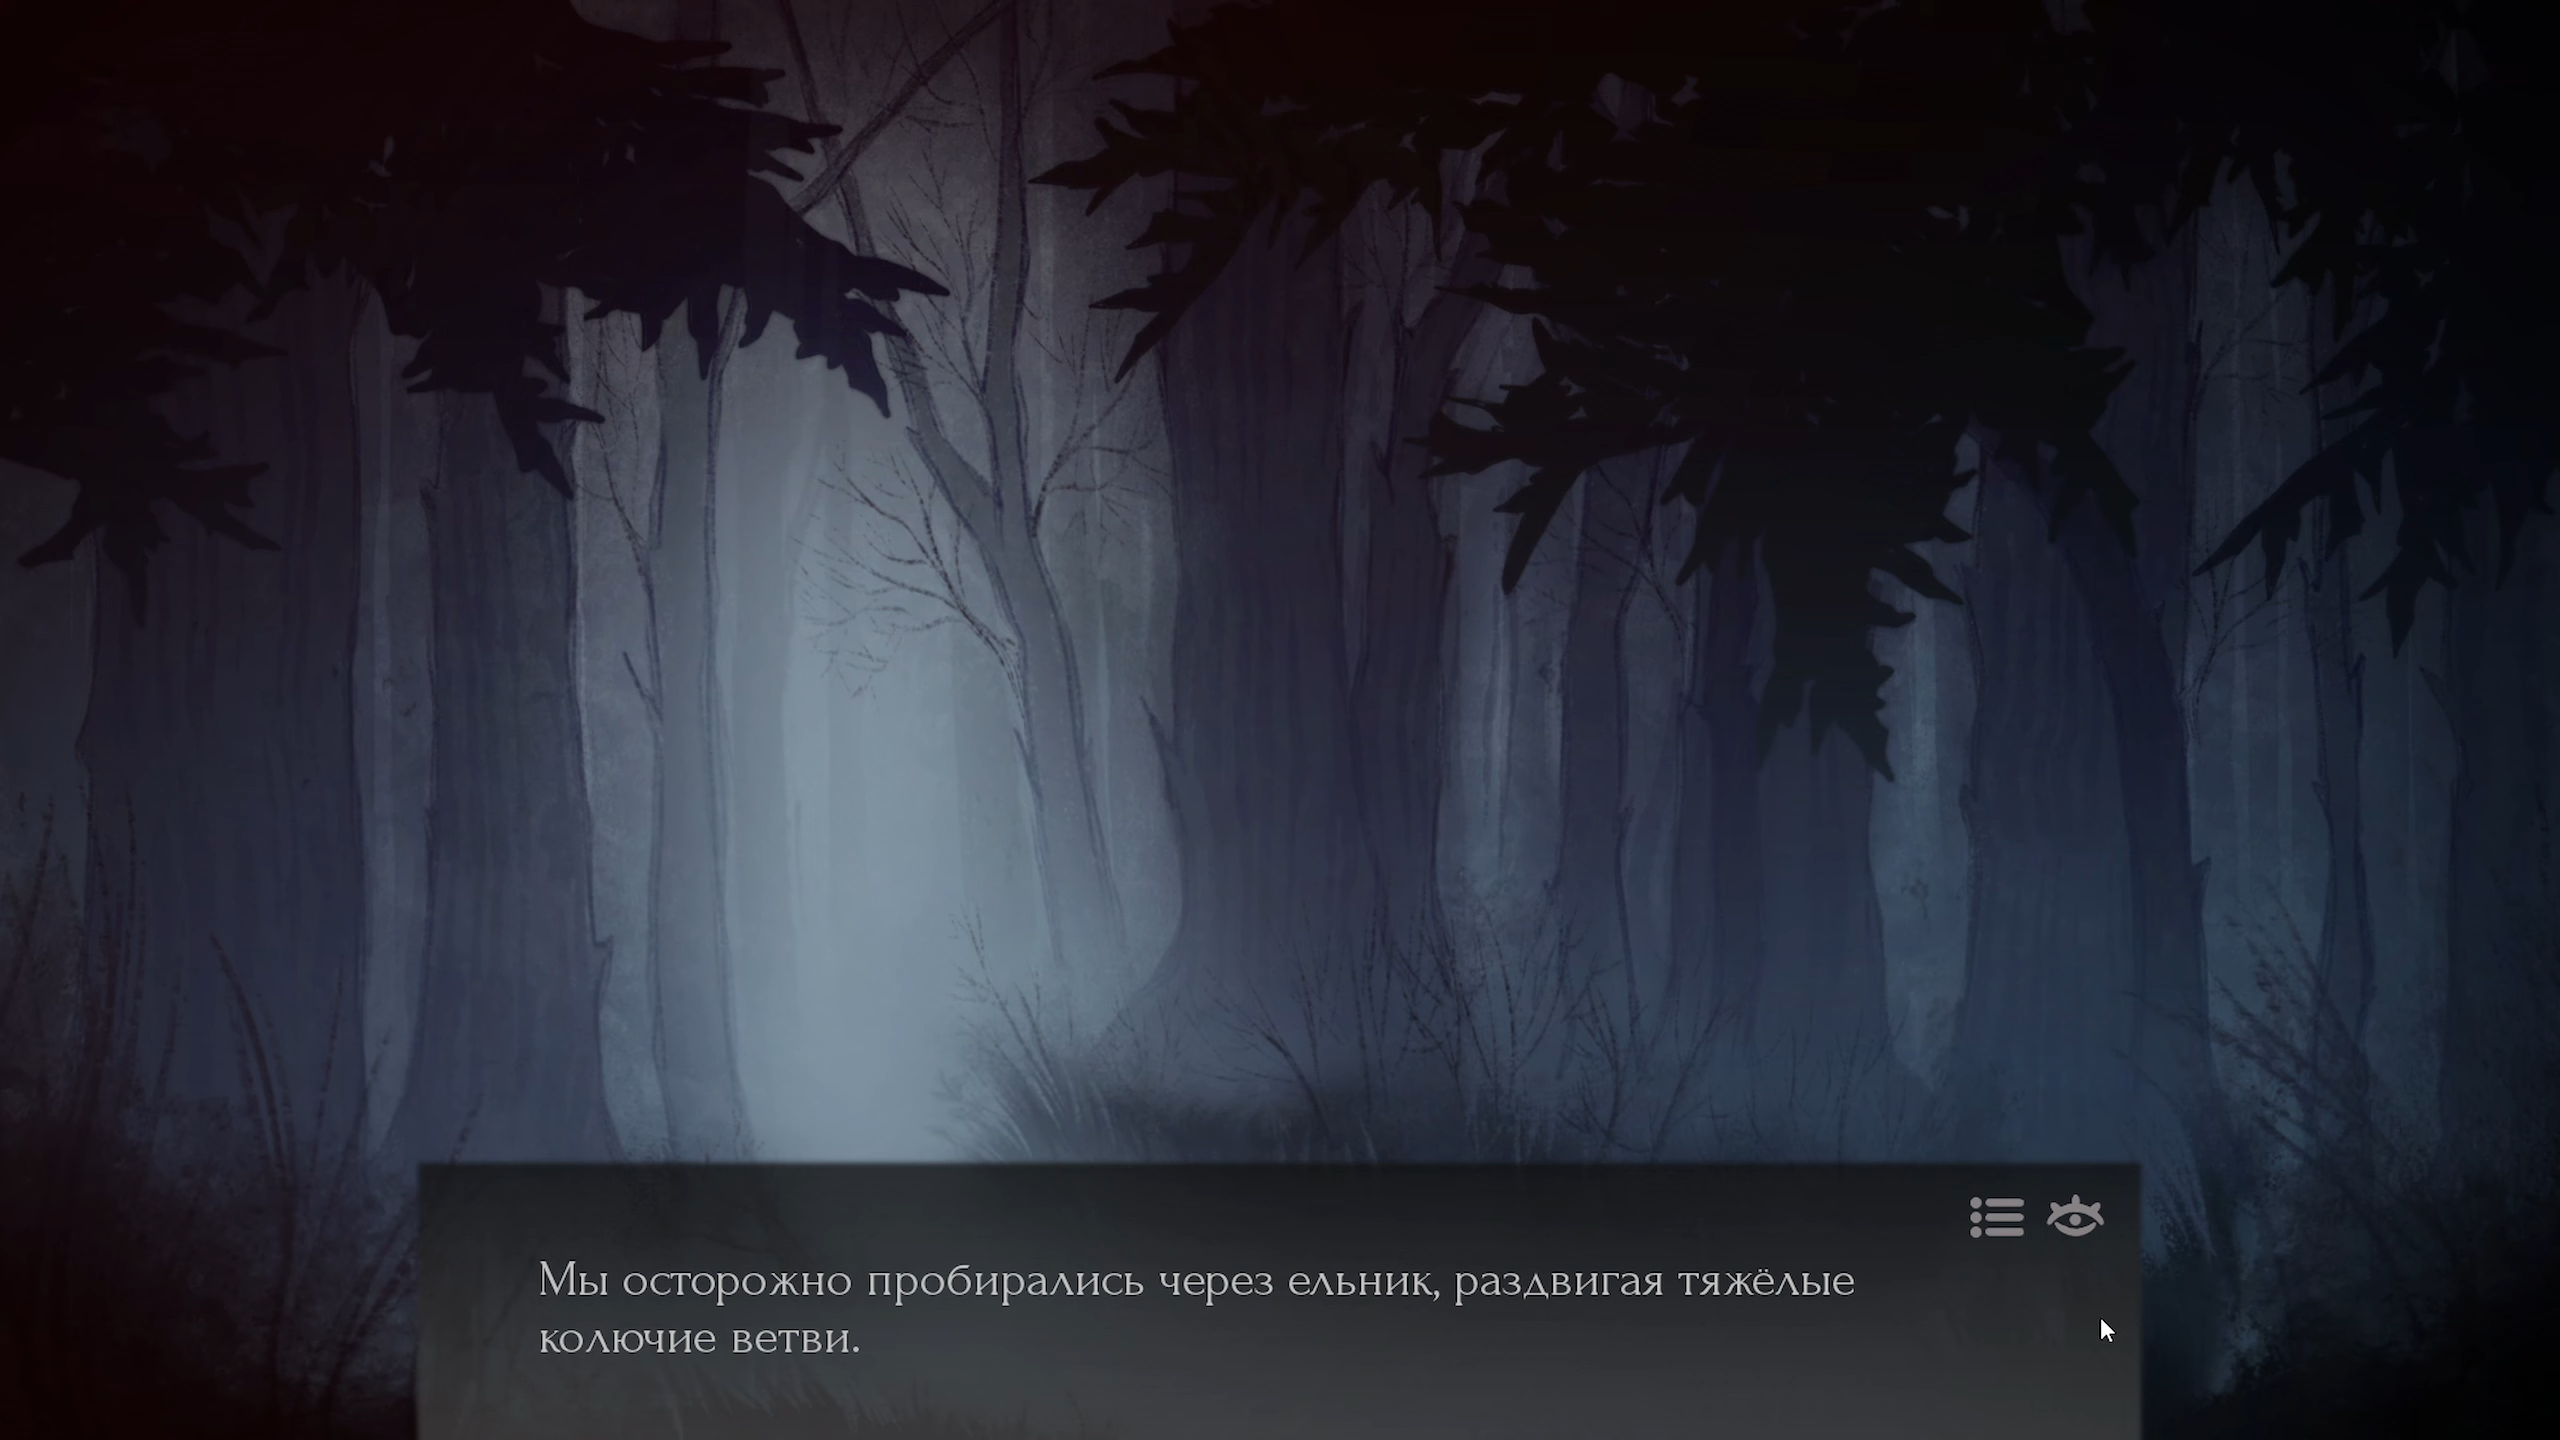 Мы осторожно пробирались через ельник, раздвигая тяжёлые
колючие ветви.